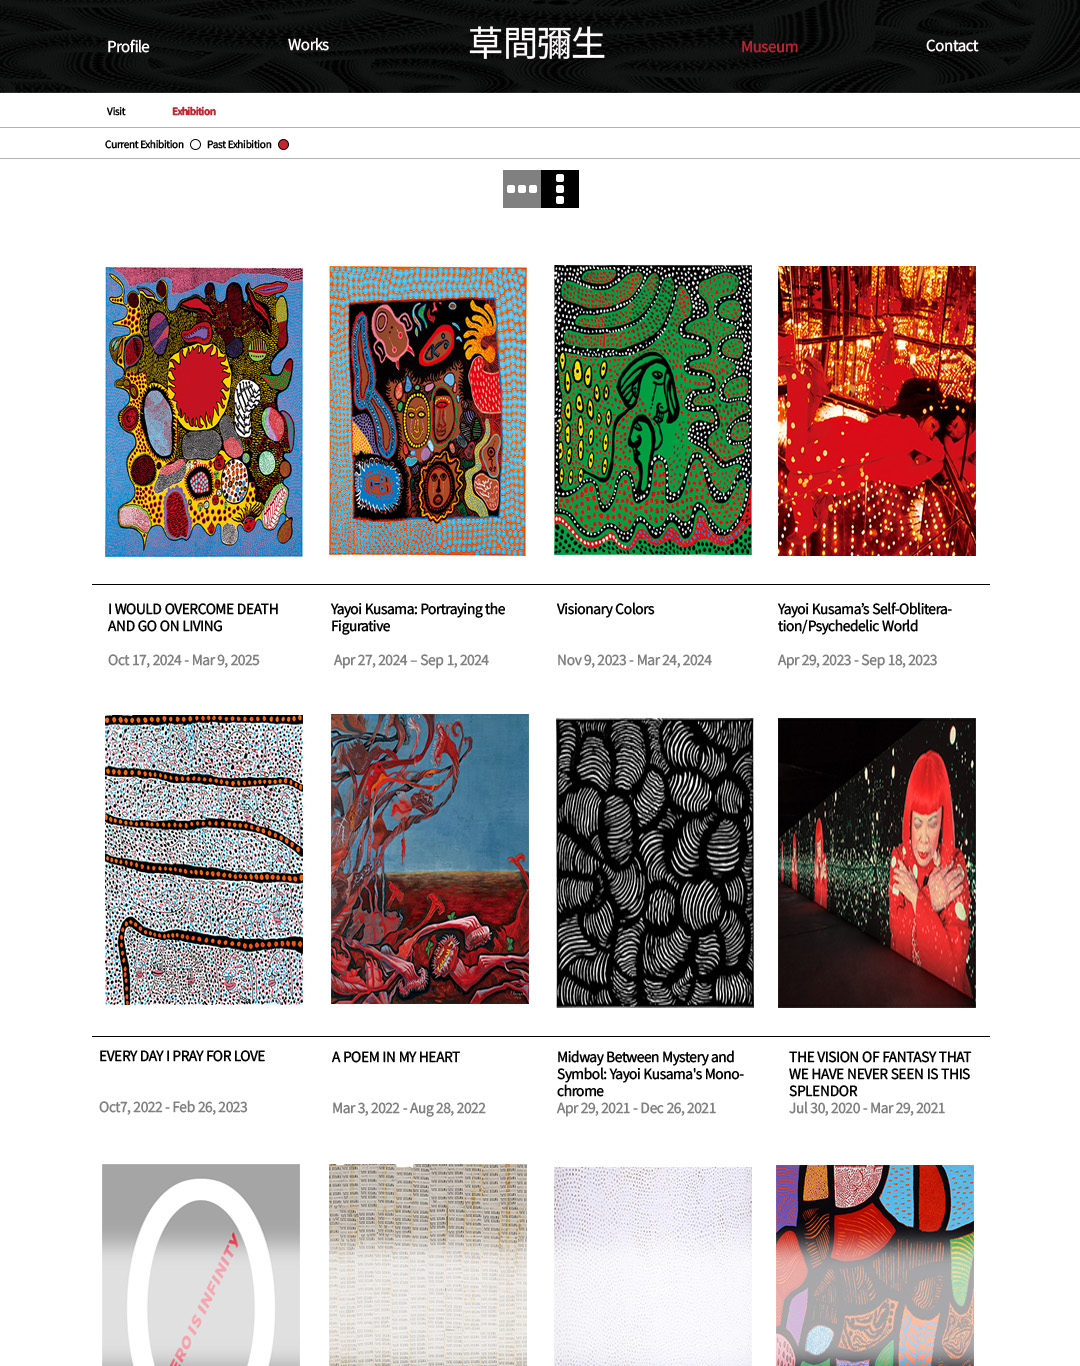 Profile
Works
草間彌生
Museum
Contact
Visit
Exhibition
Current Exhibition
Past Exhibition
I WOULD OVERCOME DEATH
AND GO ON LIVING
Oct 17, 2024 - Mar 9, 2025
Yayoi Kusama: Portraying the
Figurative
Apr 27, 2024 – Sep 1, 2024
Visionary Colors
Nov 9, 2023 - Mar 24, 2024
Yayoi Kusama’s Self-Oblitera-
tion/Psychedelic World
Apr 29, 2023 - Sep 18, 2023
EVERY DAY I PRAY FOR LOVE
Oct7, 2022 - Feb 26, 2023
A POEM IN MY HEART
Mar 3, 2022 - Aug 28, 2022
Midway Between Mystery and
Symbol: Yayoi Kusama's Mono-
chrome
Apr 29, 2021 - Dec 26, 2021
THE VISION OF FANTASY THAT
WE HAVE NEVER SEEN IS THIS
SPLENDOR
Jul 30, 2020 - Mar 29, 2021
ERO IS INFINITY